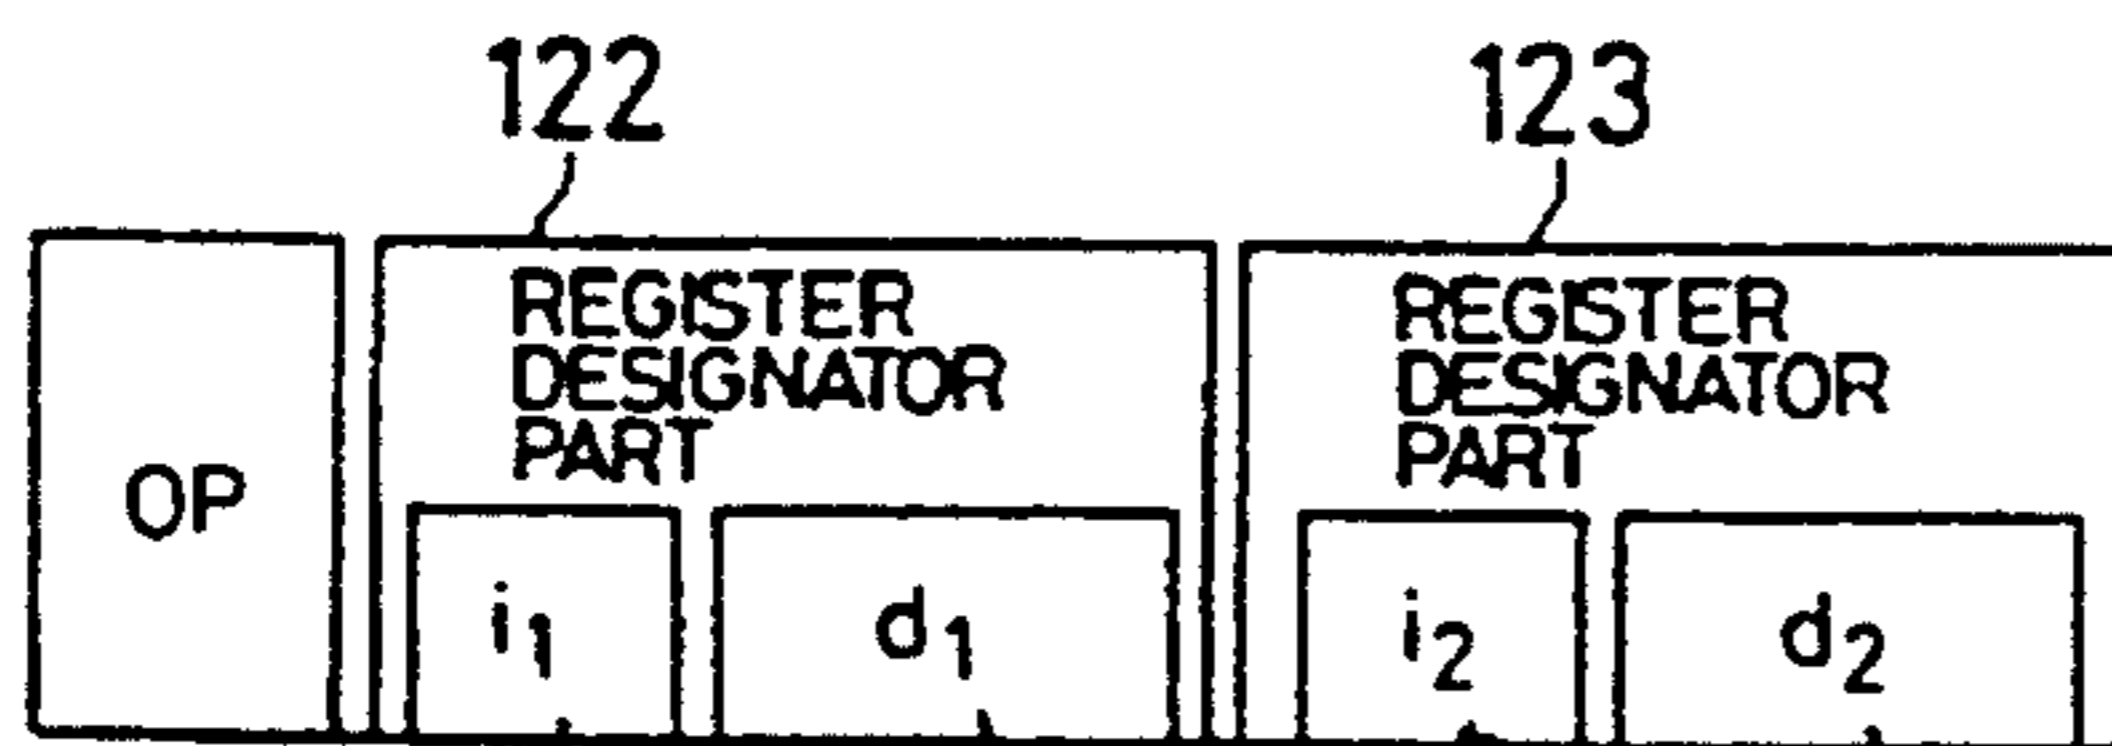 122 123
REGISTER
DESIGNATOR
PART
REGISTER
DESIGNATOR
PART
OP
i₁ d₁ i₂ d₂